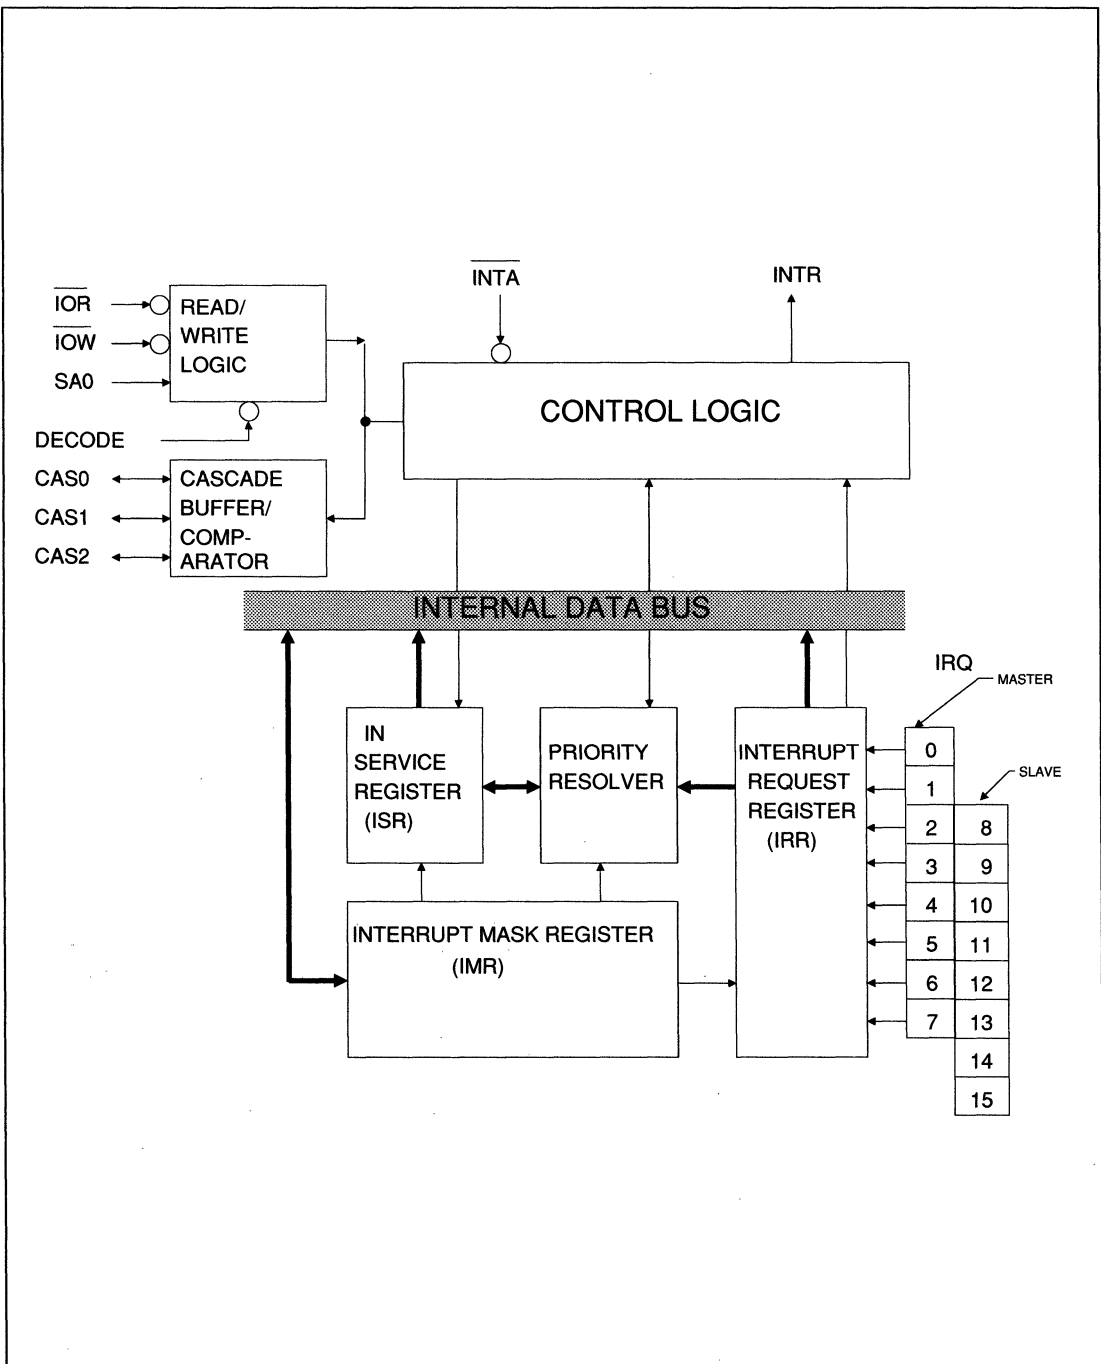 INTA
INTR
IOR
IOW
SA0
DECODE
READ/
WRITE
LOGIC
CONTROL LOGIC
CAS0
CAS1
CAS2
CASCADE
BUFFER/
COMP-
ARATOR
INTERNAL DATA BUS
IRQ
MASTER
SLAVE
IN
SERVICE
REGISTER
(ISR)
PRIORITY
RESOLVER
INTERRUPT
REQUEST
REGISTER
(IRR)
0
1
2
3
4
5
6
7
8
9
10
11
12
13
14
15
INTERRUPT MASK REGISTER
(IMR)